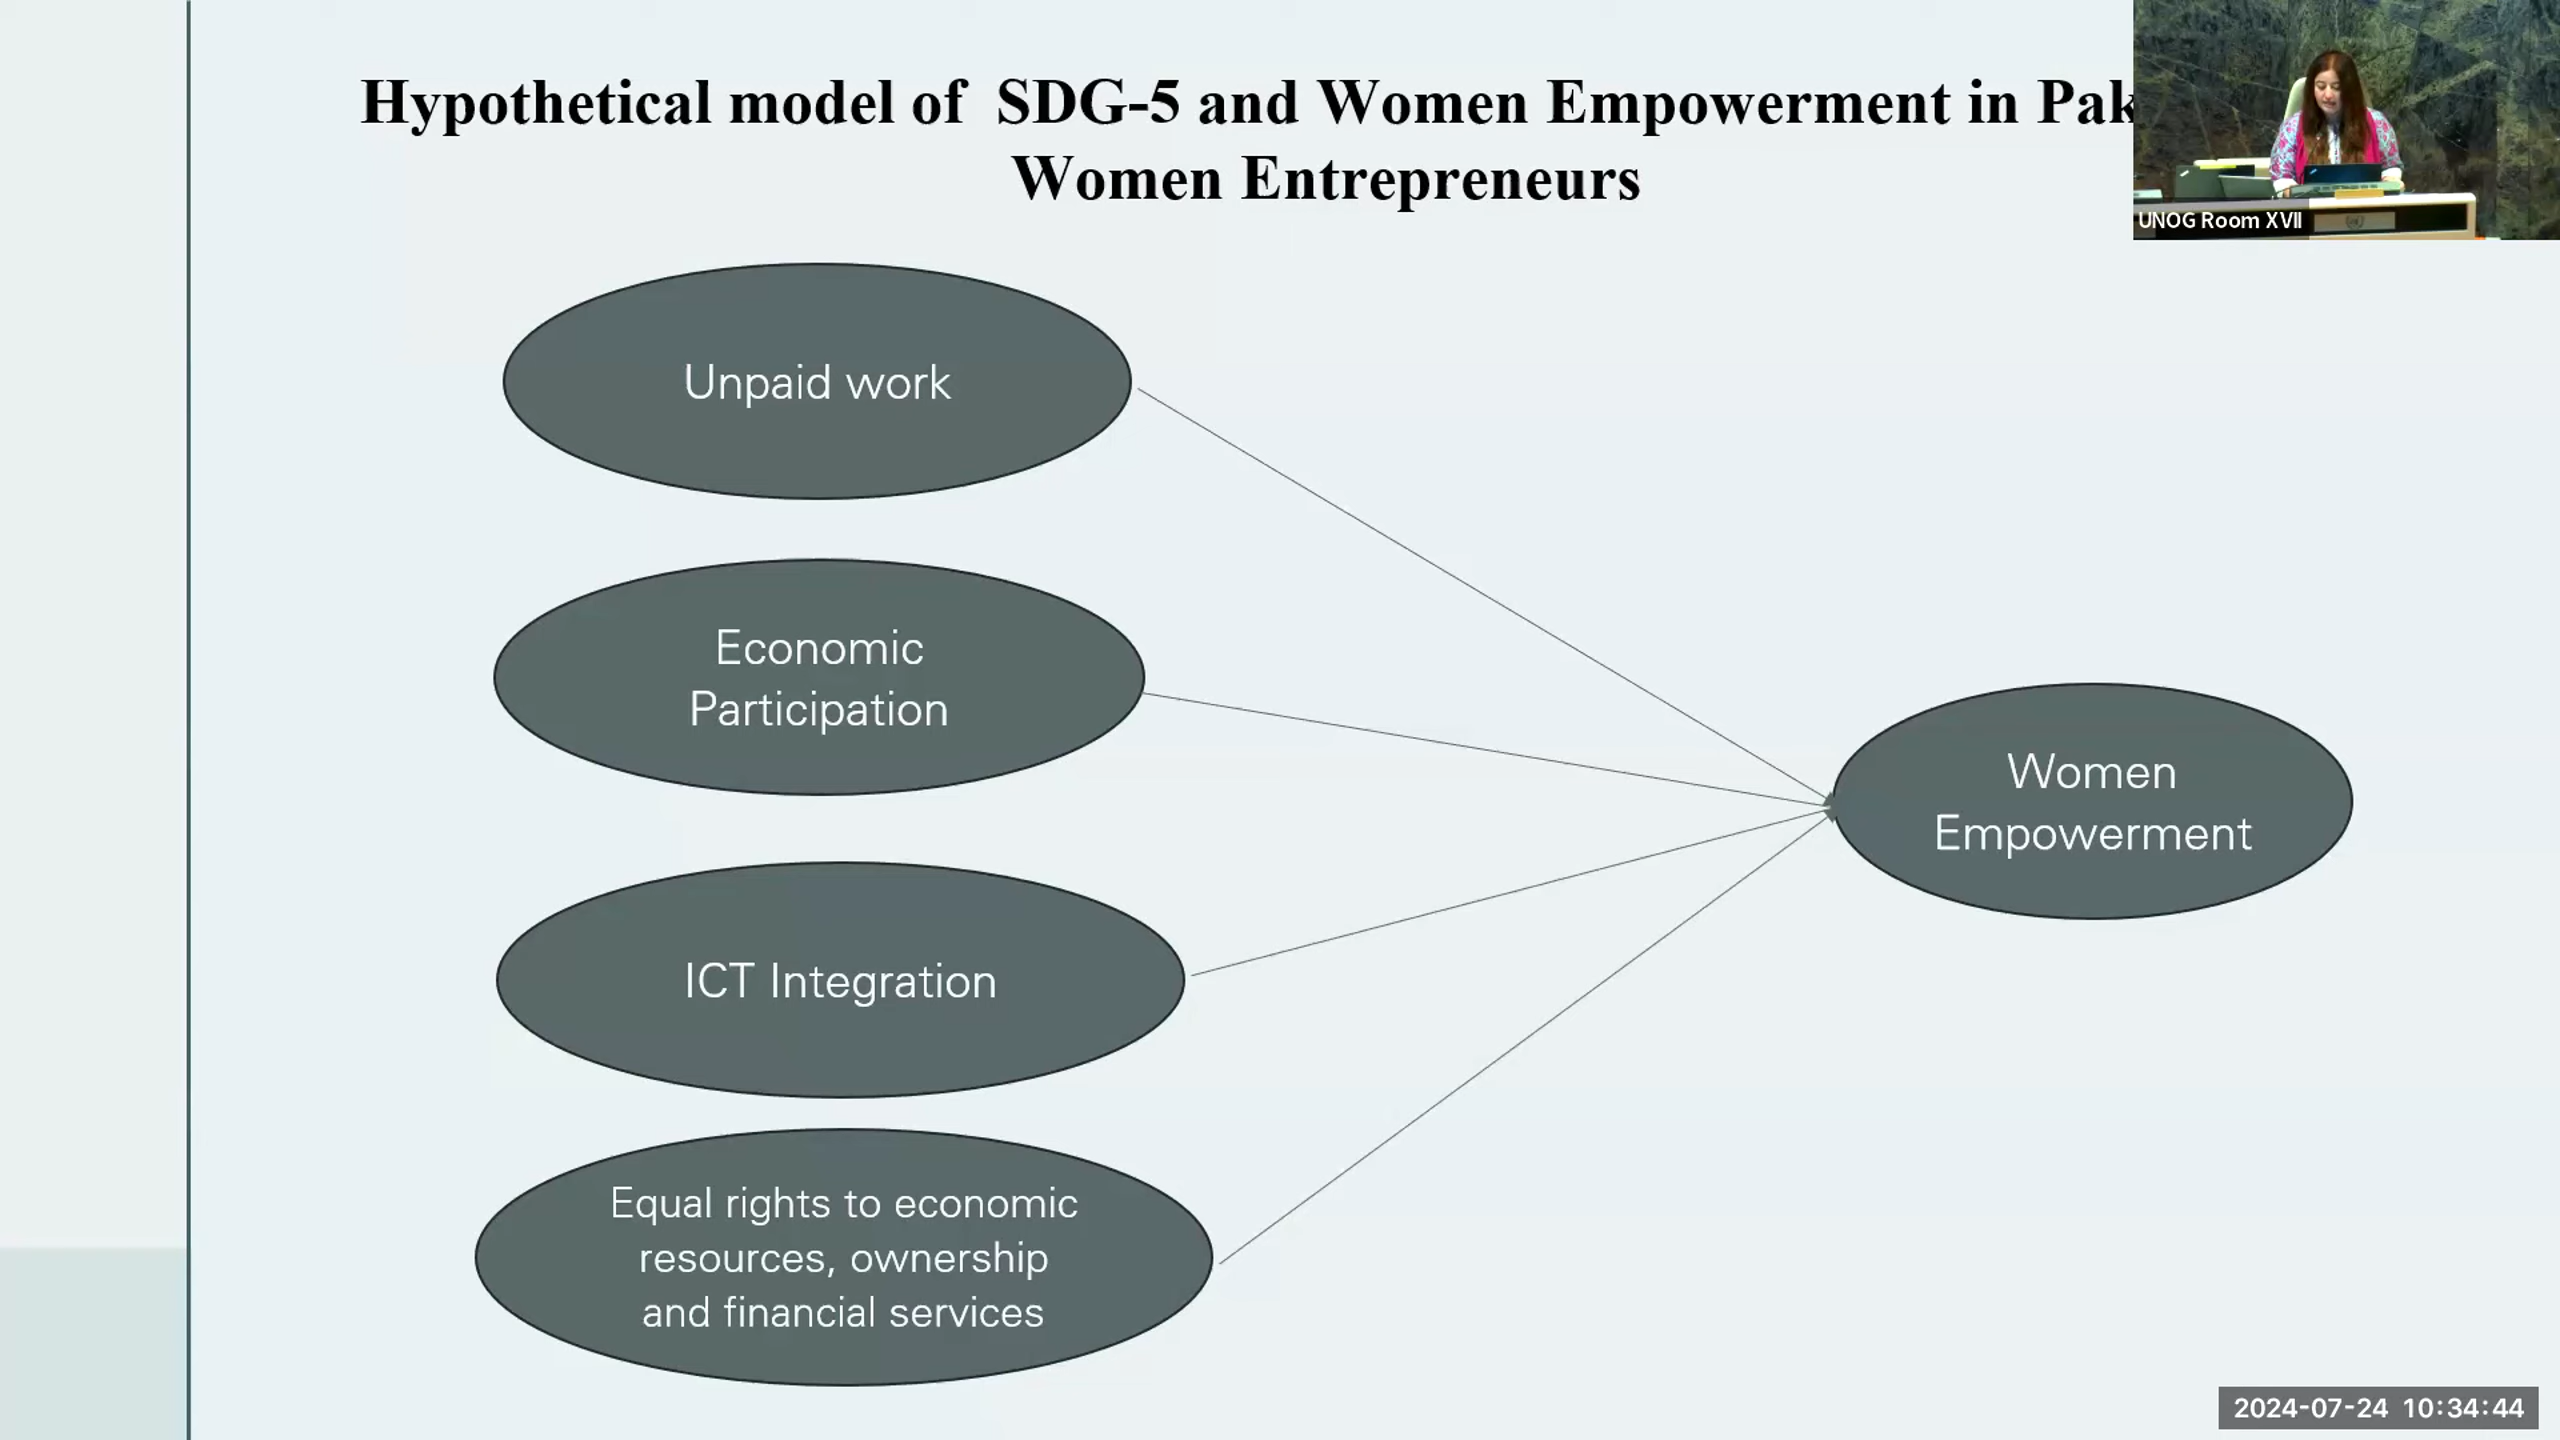 Hypothetical model of SDG-5 and Women Empowerment in Pak
Women Entrepreneurs
UNOG Room XVII
Unpaid work
Economic
Participation
Women
Empowerment
ICT Integration
Equal rights to economic
resources, ownership
and financial services
2024-07-24 10:34:44